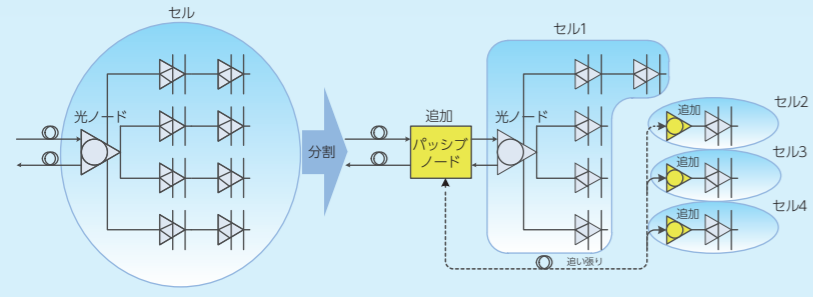 セル
光ノード
分割
追加
パッシブ
ノード
セル1
光ノード
セル2
追加
セル3
追加
セル4
追加
追い張り